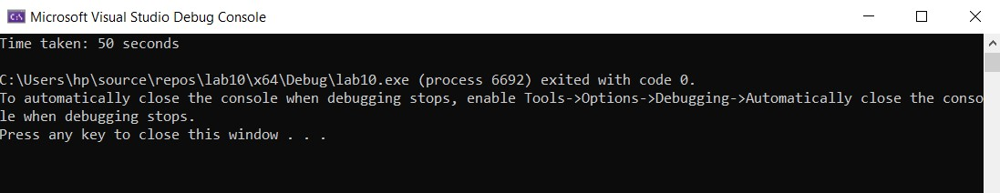 Microsoft Visual Studio Debug Console
Time taken: 50 seconds
C:\Users\hp\source\repos\lab10\x64\Debug\lab10.exe (process 6692) exited with code 0.
To automatically close the console when debugging stops, enable Tools->Options->Debugging->Automatically close the conso
le when debugging stops.
Press any key to close this window . . .